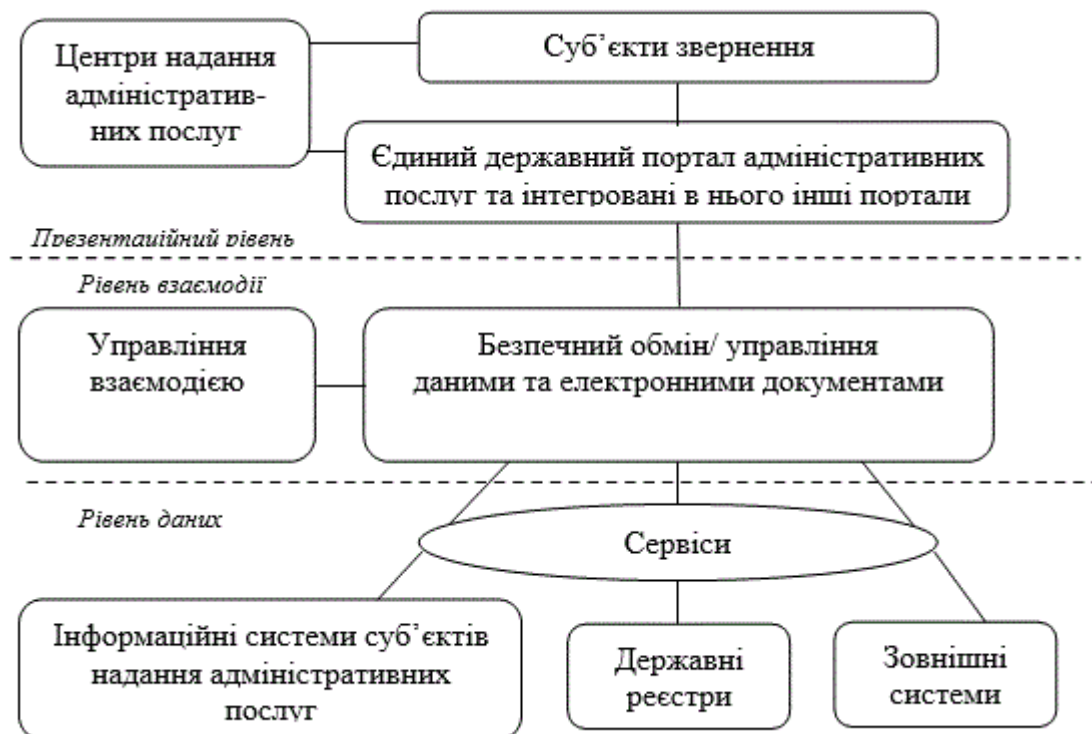 Центри надання
адміністратив-
них послуг
Суб’єкти звернення
Єдиний державний портал адміністративних
послуг та інтегровані в нього інші портали
Презентаційний рівень
Рівень взаємодії
Управління
взаємодією
Безпечний обмін/ управління
даними та електронними документами
Рівень даних
Сервіси
Інформаційні системи суб’єктів
надання адміністративних
послуг
Державні
реєстри
Зовнішні
системи